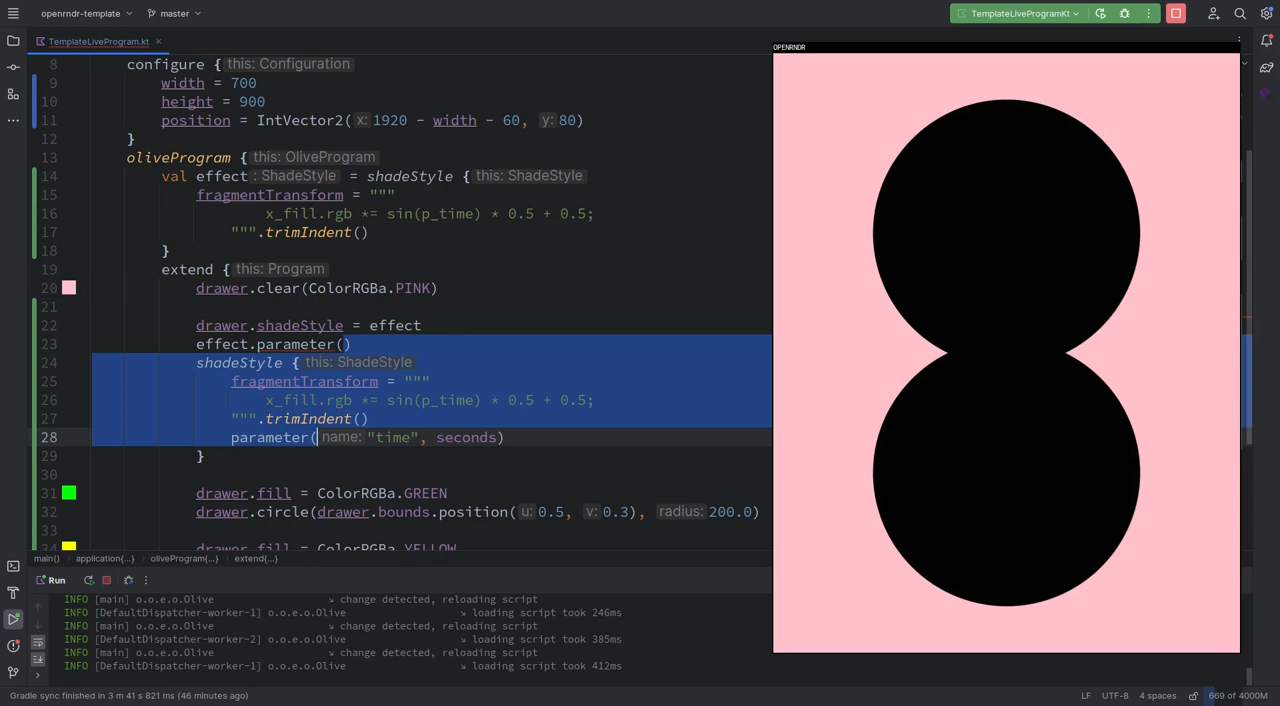 openrndr-template
master
TemplateLiveProgramKt
TemplateLiveProgram.kt
OPENRNDR
8 configure { this: Configuration
9 width = 700
10 height = 900
11 position = IntVector2( x: 1920 - width - 60, y: 80)
12 }
13 oliveProgram { this: OliveProgram
14 val effect : ShadeStyle = shadeStyle { this: ShadeStyle
15 fragmentTransform = """
16 x_fill.rgb *= sin(p_time) * 0.5 + 0.5;
17 """.trimIndent()
18 }
19 extend { this: Program
20 drawer.clear(ColorRGBa.PINK)
21
22 drawer.shadeStyle = effect
23 effect.parameter()
24 shadeStyle { this: ShadeStyle
25 fragmentTransform = """
26 x_fill.rgb *= sin(p_time) * 0.5 + 0.5;
27 """.trimIndent()
28 parameter( name: "time", seconds)
29 }
30
31 drawer.fill = ColorRGBa.GREEN
32 drawer.circle(drawer.bounds.position( u: 0.5, v: 0.3), radius: 200.0)
33
34 drawer.fill = ColorRGBa.YELLOW
main() application{...} oliveProgram{...} extend{...}
Run
INFO [main] o.o.e.o.Olive ↘ change detected, reloading script
INFO [DefaultDispatcher-worker-1] o.o.e.o.Olive ↘ loading script took 246ms
INFO [main] o.o.e.o.Olive ↘ change detected, reloading script
INFO [DefaultDispatcher-worker-2] o.o.e.o.Olive ↘ loading script took 385ms
INFO [main] o.o.e.o.Olive ↘ change detected, reloading script
INFO [DefaultDispatcher-worker-1] o.o.e.o.Olive ↘ loading script took 412ms
Gradle sync finished in 3 m 41 s 821 ms (46 minutes ago)
LF UTF-8 4 spaces 669 of 4000M